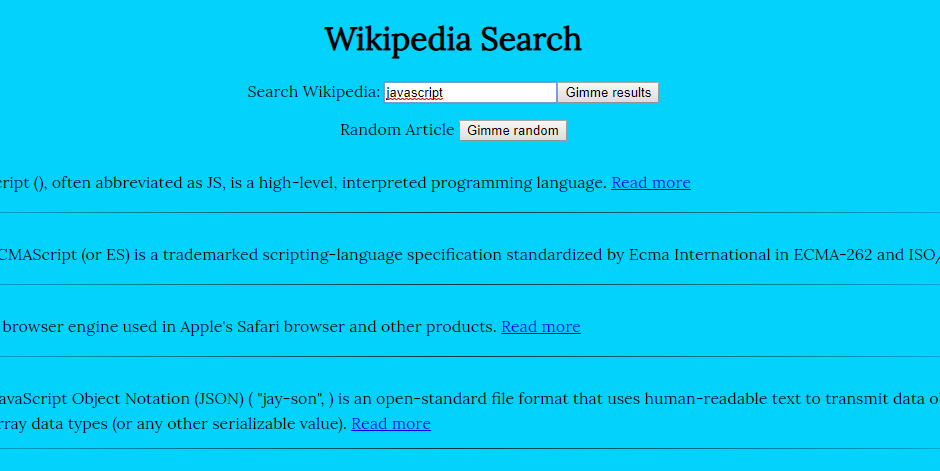 Wikipedia Search
Search Wikipedia: javascript Gimme results
Random Article Gimme random
cript (), often abbreviated as JS, is a high-level, interpreted programming language. Read more
CMAScript (or ES) is a trademarked scripting-language specification standardized by Ecma International in ECMA-262 and ISO/
browser engine used in Apple's Safari browser and other products. Read more
avaScript Object Notation (JSON) ( "jay-son", ) is an open-standard file format that uses human-readable text to transmit data
rray data types (or any other serializable value). Read more